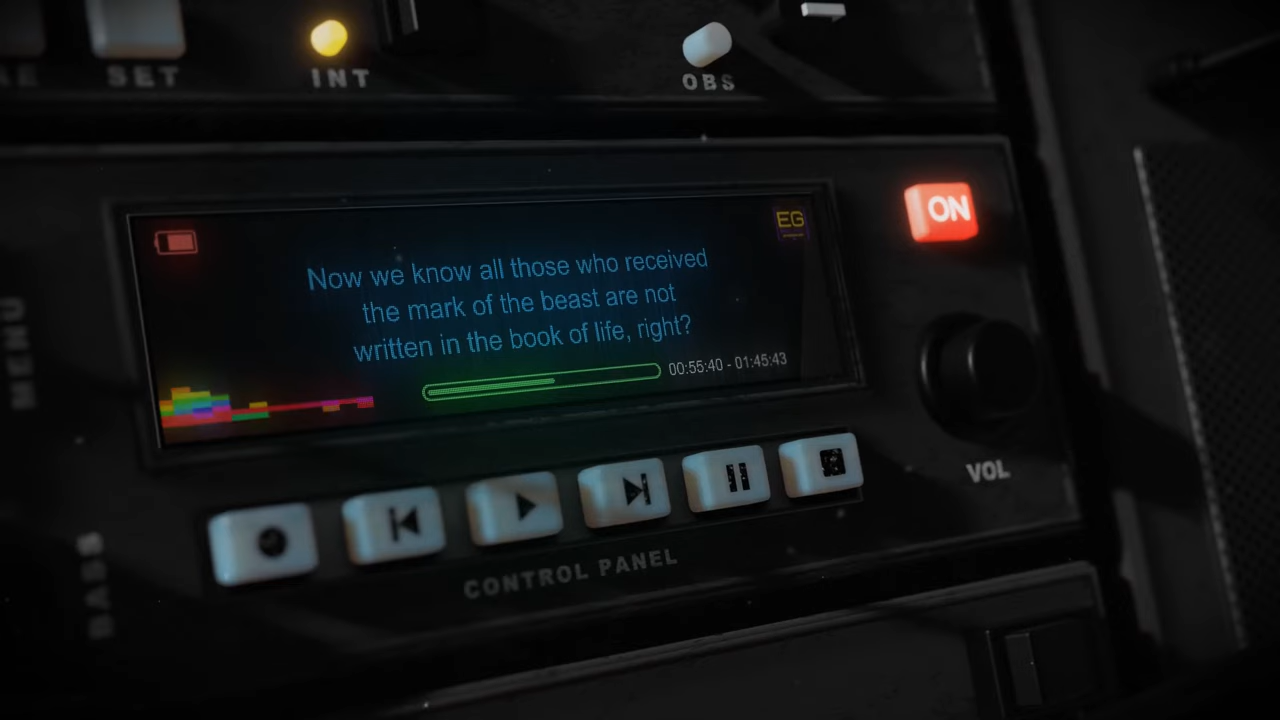 SET
INT
OBS
EG
ON
Now we know all those who received
the mark of the beast are not
written in the book of life, right?
00:55:40 - 01:45:43
MENU
VOL
BASS
CONTROL PANEL